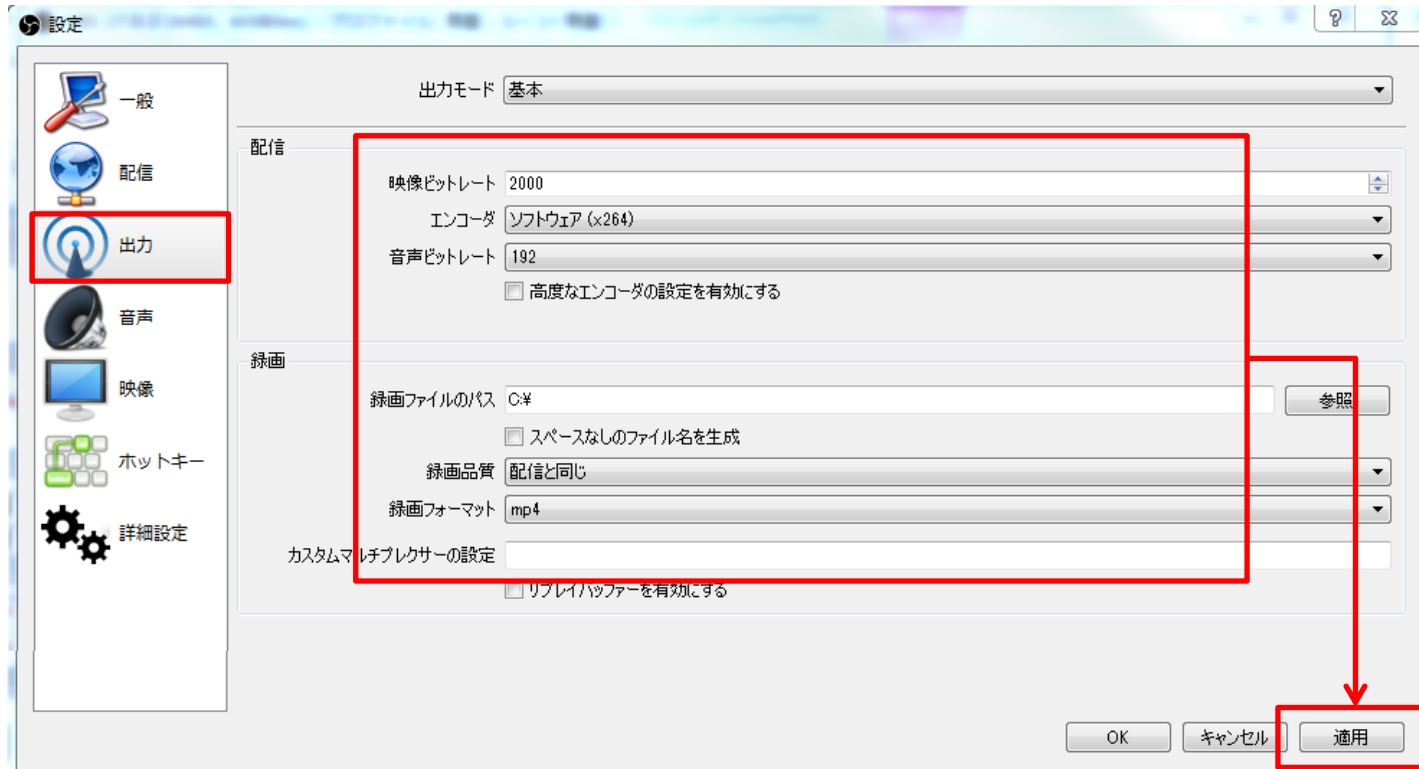 設定
一般
配信
出力
音声
映像
ホットキー
詳細設定
出力モード 基本
配信
映像ビットレート 2000
エンコーダ ソフトウェア (x264)
音声ビットレート 192
高度なエンコーダの設定を有効にする
録画
録画ファイルのパス C:¥ 参照
スペースなしのファイル名を生成
録画品質 配信と同じ
録画フォーマット mp4
カスタムマルチプレクサーの設定
リプレイバッファーを有効にする
OK キャンセル 適用